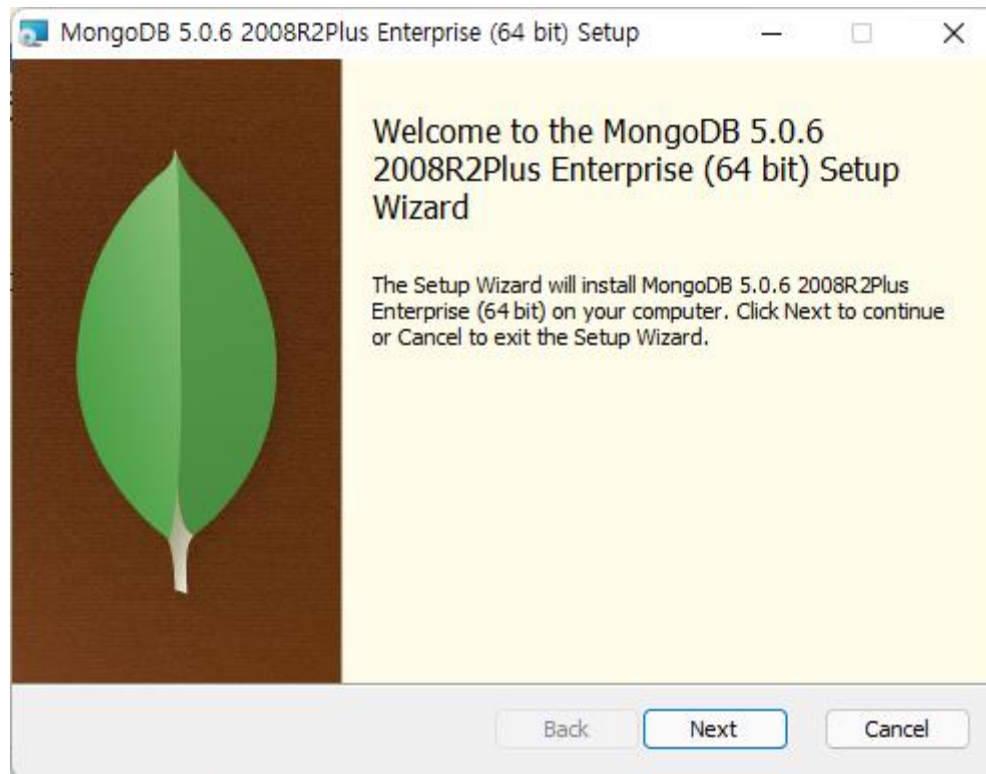 MongoDB 5.0.6 2008R2Plus Enterprise (64 bit) Setup
Welcome to the MongoDB 5.0.6
2008R2Plus Enterprise (64 bit) Setup
Wizard
The Setup Wizard will install MongoDB 5.0.6 2008R2Plus
Enterprise (64 bit) on your computer. Click Next to continue
or Cancel to exit the Setup Wizard.
Back Next Cancel